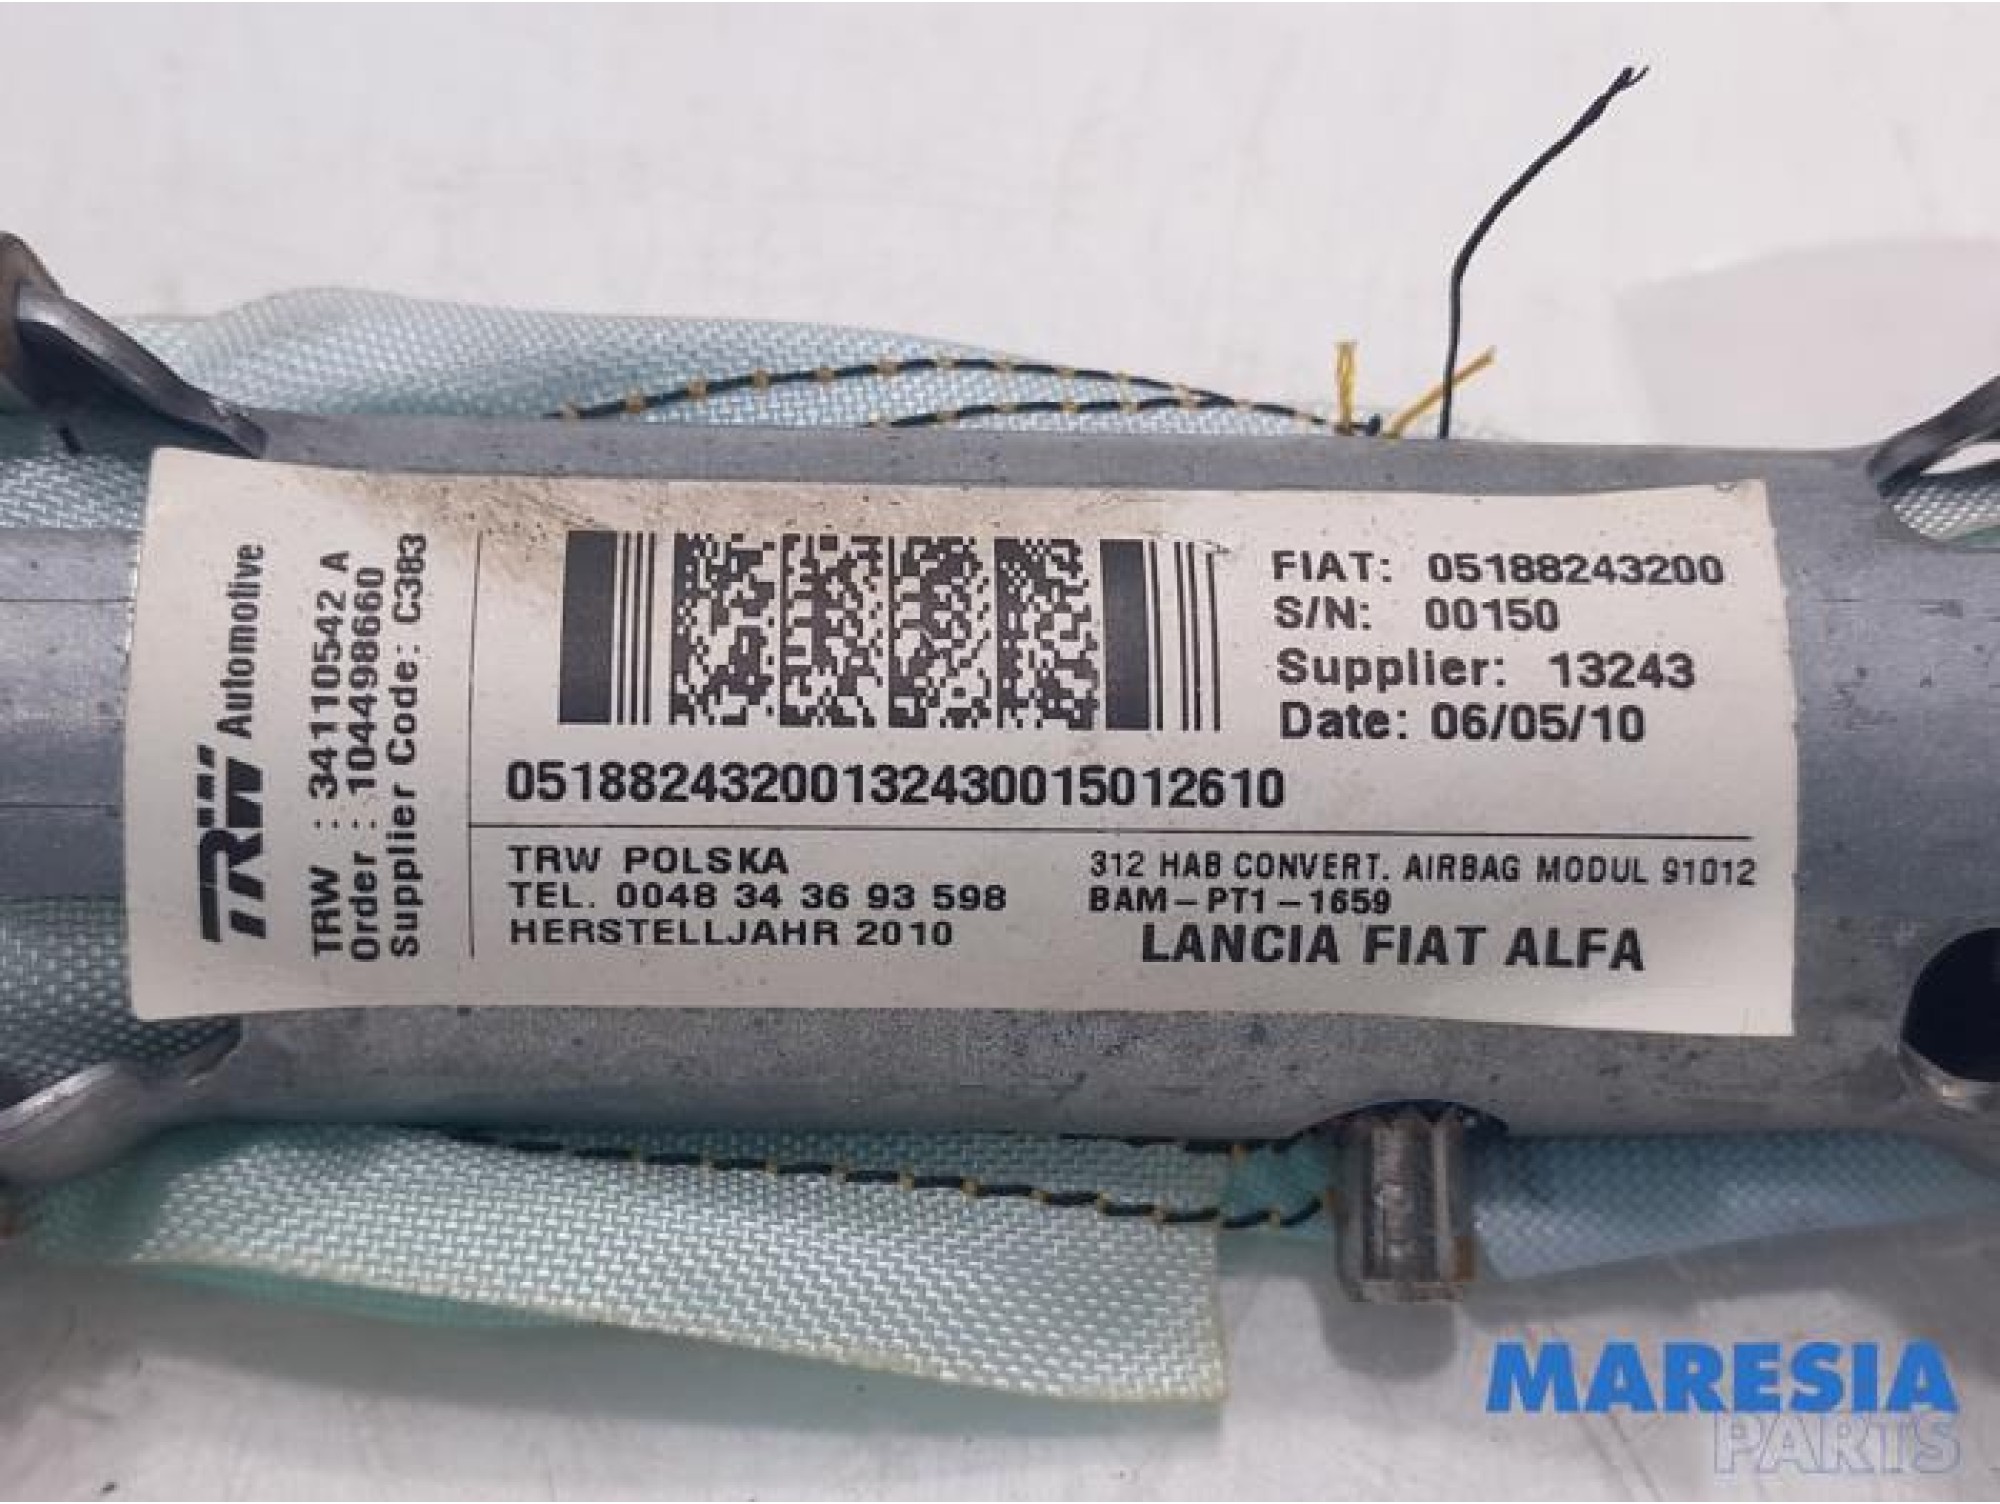 TRW Automotive
TRW : 34110542 A
Order : 1044986660
Supplier Code: C383
FIAT: 05188243200
S/N: 00150
Supplier: 13243
Date: 06/05/10
05188243200132430015012610
TRW POLSKA
TEL. 0048 34 36 93 598
HERSTELLJAHR 2010
312 HAB CONVERT. AIRBAG MODUL 91012
BAM-PT1-1659
LANCIA FIAT ALFA
MARESIA
PARTS